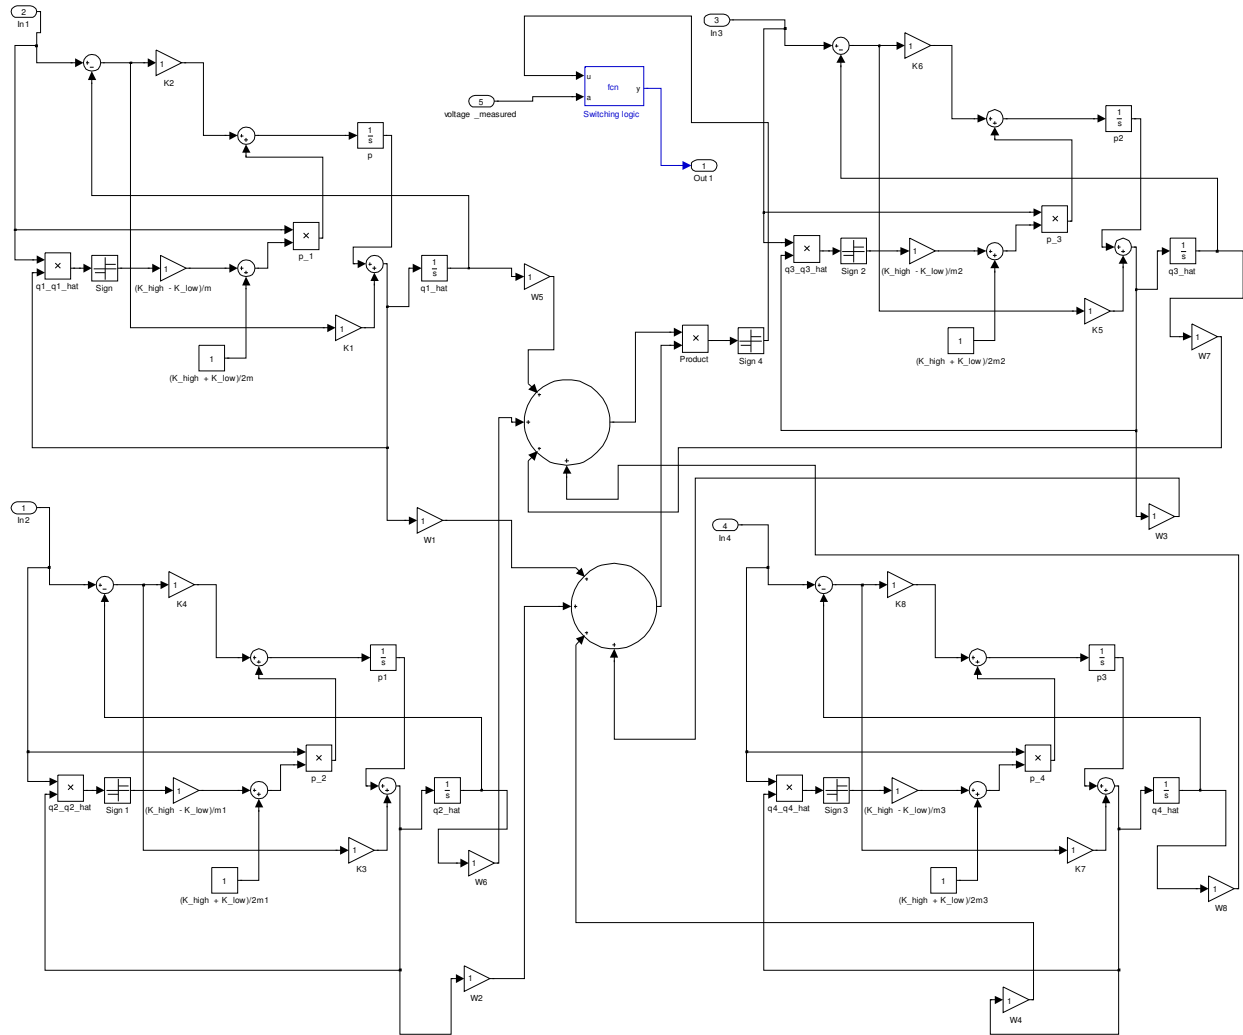 2
In1
+
-
1
K2
+
+
1
s
p
×
p_1
×
q1_q1_hat
Sign
1
(K_high - K_low)/m
+
+
+
+
1
s
q1_hat
1
K1
1
(K_high + K_low)/2m
1
W5
5
voltage _measured
u
a
fcn
y
Switching logic
1
Out1
3
In3
+
-
1
K6
+
+
1
s
p2
×
p_3
×
q3_q3_hat
Sign 2
1
(K_high - K_low)/m2
+
+
+
+
1
s
q3_hat
1
K5
1
(K_high + K_low)/2m2
1
W7
×
Product
Sign 4
+
+
+
+
1
W3
1
W1
+
+
+
+
1
In2
+
-
1
K4
+
+
1
s
p1
×
p_2
×
q2_q2_hat
Sign 1
1
(K_high - K_low)/m1
+
+
+
+
1
s
q2_hat
1
K3
1
(K_high + K_low)/2m1
1
W6
1
W2
4
In4
+
-
1
K8
+
+
1
s
p3
×
p_4
×
q4_q4_hat
Sign 3
1
(K_high - K_low)/m3
+
+
+
+
1
s
q4_hat
1
K7
1
(K_high + K_low)/2m3
1
W8
1
W4